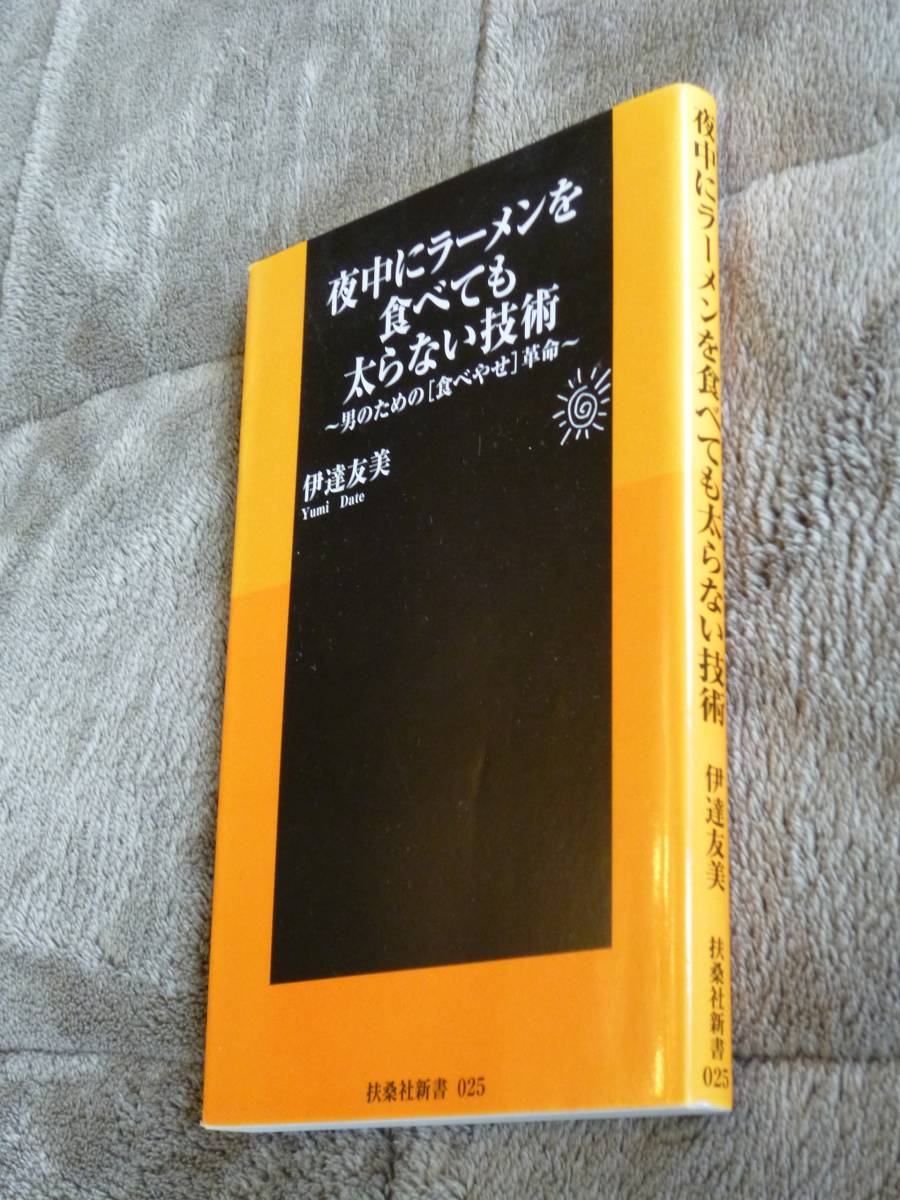 夜中にラーメンを
食べても
太らない技術
~男のための[食べやせ]革命~
伊達友美
Yumi Date
扶桑社新書 025
夜中にラーメンを食べても太らない技術
伊達友美
扶桑社新書
025